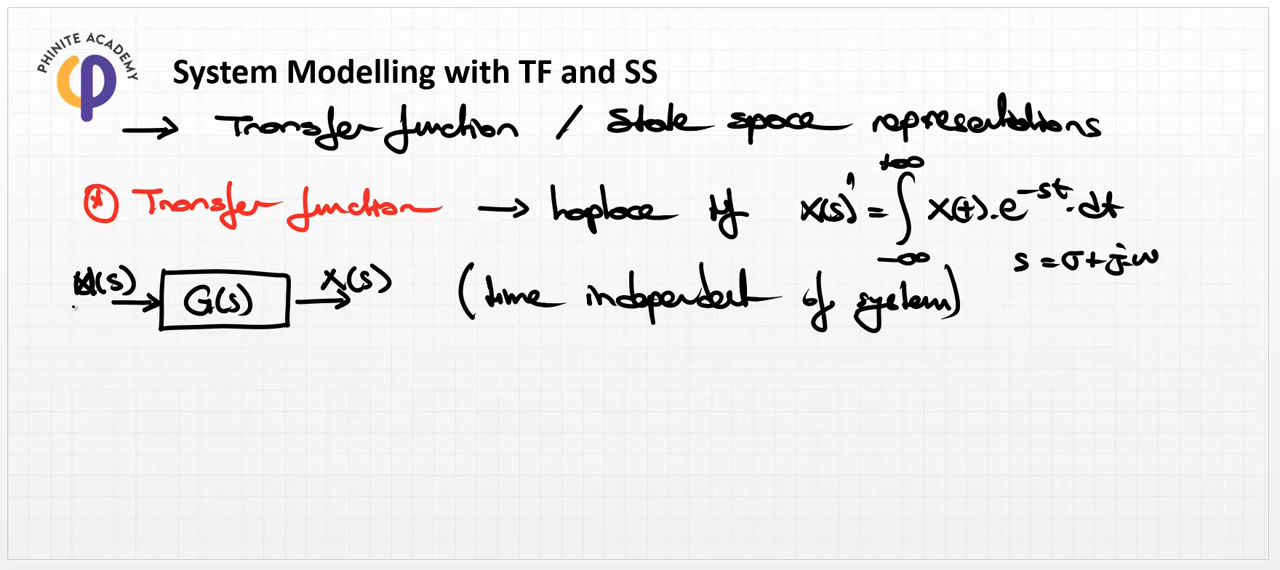 PHINITE ACADEMY
System Modelling with TF and SS
→ Transfer function / State space representations
* Transfer function → Laplace If X(s) = ∫_{-∞}^{+∞} x(t).e^{-st}.dt
s = σ + jω
(s) → G(s) → X(s) (time independent of system)